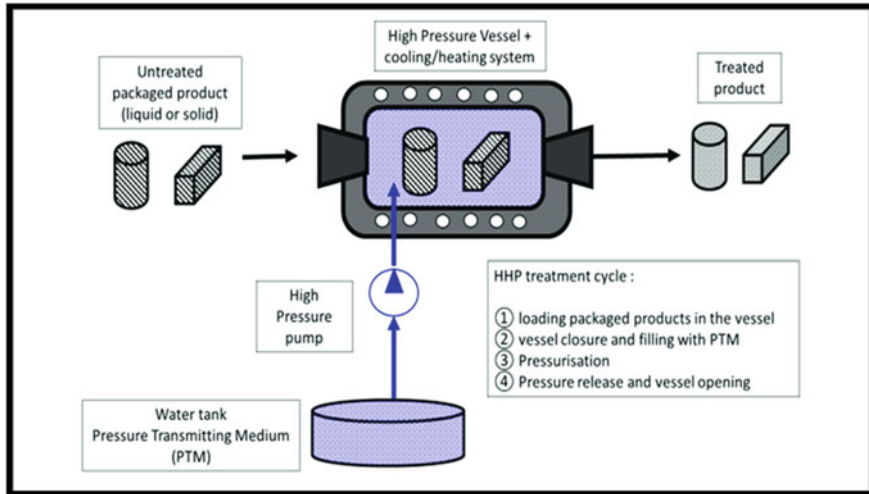 High Pressure Vessel +
cooling/heating system
Untreated
packaged product
(liquid or solid)
Treated
product
High
Pressure
pump
HHP treatment cycle :
1 loading packaged products in the vessel
2 vessel closure and filling with PTM
3 Pressurisation
4 Pressure release and vessel opening
Water tank
Pressure Transmitting Medium
(PTM)